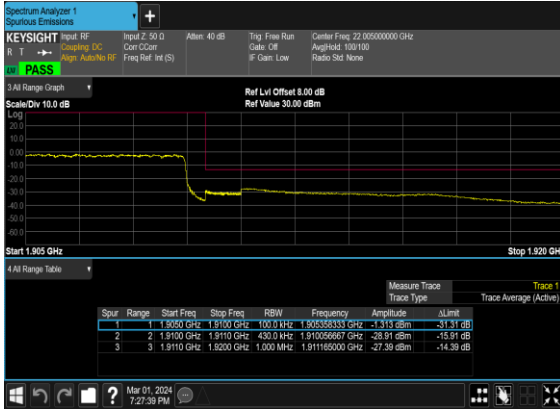 Spectrum Analyzer 1
Spurious Emissions
+
KEYSIGHT
R T
PASS
Input: RF
Coupling: DC
Align: Auto/No RF
Input Z: 50 Ω
Corr CCorr
Freq Ref: Int (S)
Atten: 40 dB
Trig: Free Run
Gate: Off
IF Gain: Low
Center Freq: 22.005000000 GHz
Avg|Hold: 100/100
Radio Std: None
3 All Range Graph
Scale/Div 10.0 dB
Ref Lvl Offset 8.00 dB
Ref Value 30.00 dBm
Log
20.0
10.0
0.00
-10.0
-20.0
-30.0
-40.0
-50.0
-60.0
Start 1.905 GHz
Stop 1.920 GH
4 All Range Table
Measure Trace Trace 1
Trace Type Trace Average (Active)
Spur Range Start Freq Stop Freq RBW Frequency Amplitude ΔLimit
1 1 1.9050 GHz 1.9100 GHz 100.0 kHz 1.905358333 GHz -1.313 dBm -31.31 dB
2 2 1.9100 GHz 1.9110 GHz 430.0 kHz 1.910056667 GHz -28.91 dBm -15.91 dB
3 3 1.9110 GHz 1.9200 GHz 1.000 MHz 1.911165000 GHz -27.39 dBm -14.39 dB
?
Mar 01, 2024
7:27:39 PM